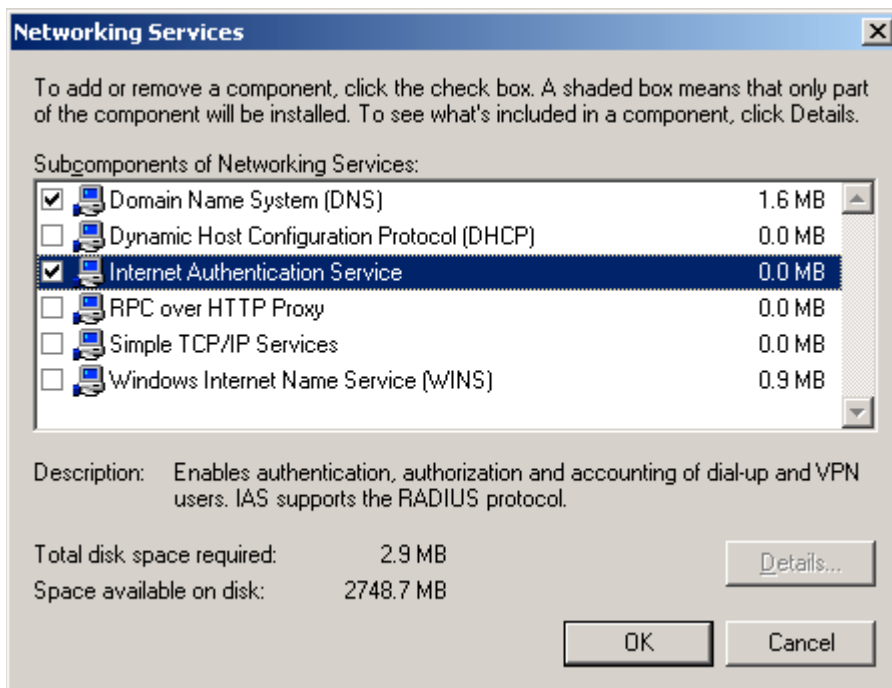 Networking Services
To add or remove a component, click the check box. A shaded box means that only part
of the component will be installed. To see what's included in a component, click Details.
Subcomponents of Networking Services:
Domain Name System (DNS) 1.6 MB
Dynamic Host Configuration Protocol (DHCP) 0.0 MB
Internet Authentication Service 0.0 MB
RPC over HTTP Proxy 0.0 MB
Simple TCP/IP Services 0.0 MB
Windows Internet Name Service (WINS) 0.9 MB
Description: Enables authentication, authorization and accounting of dial-up and VPN
users. IAS supports the RADIUS protocol.
Total disk space required: 2.9 MB
Space available on disk: 2748.7 MB
Details...
OK Cancel